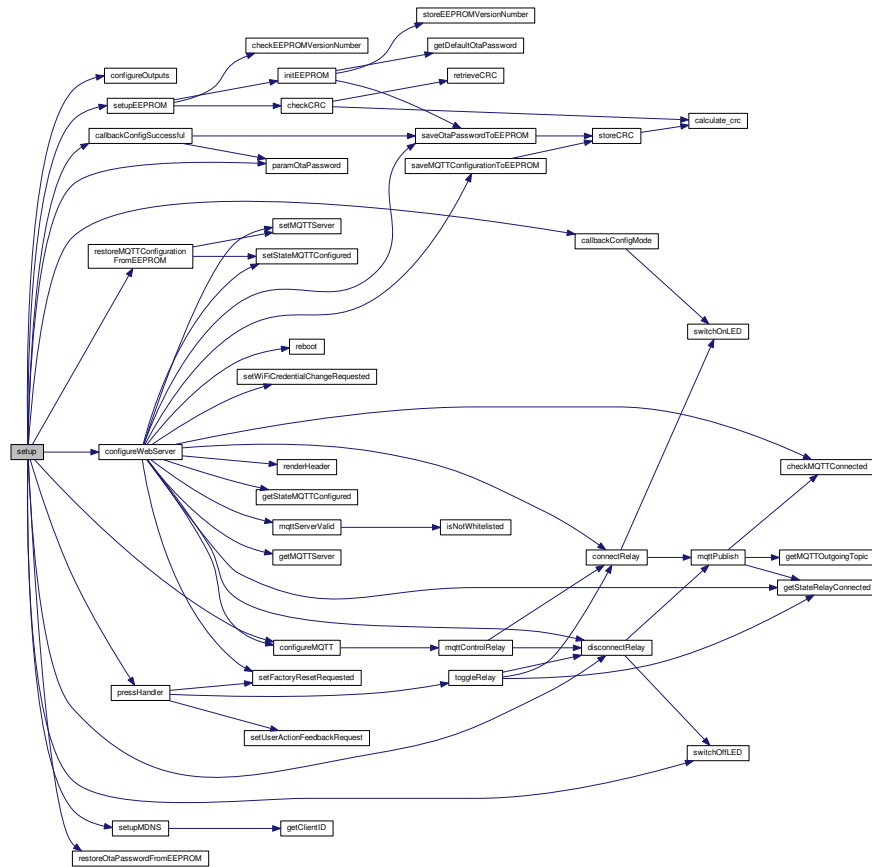 storeEEPROMVersionNumber
checkEEPROMVersionNumber
getDefaultOtaPassword
configureOutputs
initEEPROM
retrieveCRC
setupEEPROM
checkCRC
calculate_crc
callbackConfigSuccessful
saveOtaPasswordToEEPROM
storeCRC
paramOtaPassword
saveMQTTConfigurationToEEPROM
setMQTTServer
callbackConfigMode
restoreMQTTConfiguration
FromEEPROM
setStateMQTTConfigured
switchOnLED
reboot
setWiFiCredentialChangeRequested
setup
configureWebServer
renderHeader
checkMQTTConnected
getStateMQTTConfigured
mqttServerValid
isNotWhitelisted
getMQTTServer
connectRelay
mqttPublish
getMQTTOutgoingTopic
getStateRelayConnected
configureMQTT
mqttControlRelay
disconnectRelay
setFactoryResetRequested
toggleRelay
pressHandler
setUserActionFeedbackRequest
switchOffLED
setupMDNS
getClientID
restoreOtaPasswordFromEEPROM